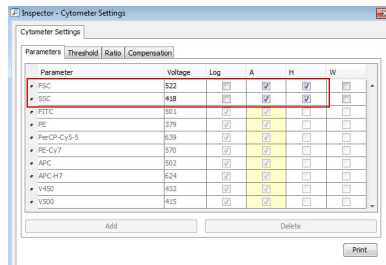 Inspector - Cytometer Settings
Cytometer Settings
Parameters Threshold Ratio Compensation
Parameter Voltage Log A H W
• FSC 522
• SSC 418
• FITC 501
• PE 379
• PerCP-Cy5-5 639
• PE-Cy7 570
• APC 502
• APC-H7 624
• V450 432
• V500 415
Add Delete
Print